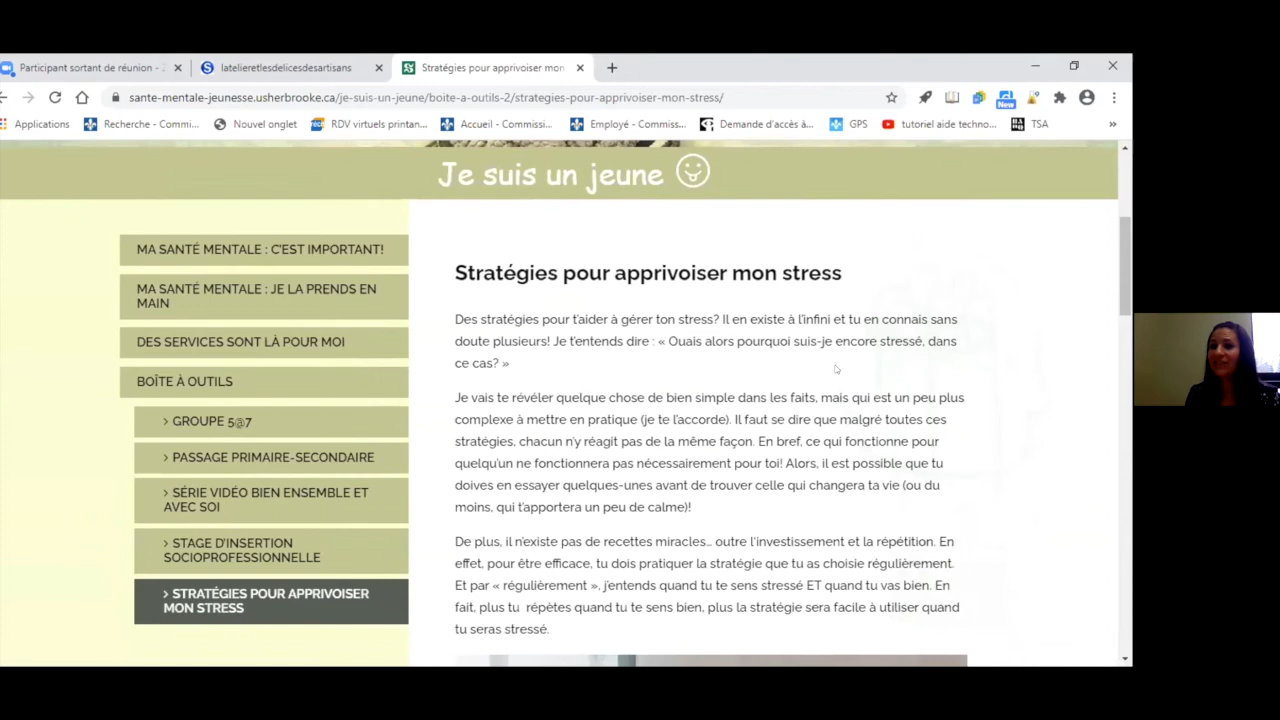 Participant sortant de réunion - 
latelieretlesdelicesdesartisans
Stratégies pour apprivoiser mon
sante-mentale-jeunesse.usherbrooke.ca/je-suis-un-jeune/boite-a-outils-2/strategies-pour-apprivoiser-mon-stress/
New
Applications
Recherche - Commi...
Nouvel onglet
RDV virtuels printan...
Accueil - Commissi...
Employé - Commiss...
Demande d'accès à...
GPS
tutoriel aide techno...
TSA
»
Je suis un jeune
MA SANTÉ MENTALE : C'EST IMPORTANT!
MA SANTÉ MENTALE : JE LA PRENDS EN
MAIN
DES SERVICES SONT LÀ POUR MOI
BOÎTE À OUTILS
> GROUPE 5@7
> PASSAGE PRIMAIRE-SECONDAIRE
> SÉRIE VIDÉO BIEN ENSEMBLE ET
AVEC SOI
> STAGE D'INSERTION
SOCIOPROFESSIONNELLE
> STRATÉGIES POUR APPRIVOISER
MON STRESS
Stratégies pour apprivoiser mon stress
Des stratégies pour t'aider à gérer ton stress? Il en existe à l'infini et tu en connais sans
doute plusieurs! Je t'entends dire : « Ouais alors pourquoi suis-je encore stressé, dans
ce cas? »
Je vais te révéler quelque chose de bien simple dans les faits, mais qui est un peu plus
complexe à mettre en pratique (je te l'accorde). Il faut se dire que malgré toutes ces
stratégies, chacun n'y réagit pas de la même façon. En bref, ce qui fonctionne pour
quelqu'un ne fonctionnera pas nécessairement pour toi! Alors, il est possible que tu
doives en essayer quelques-unes avant de trouver celle qui changera ta vie (ou du
moins, qui t'apportera un peu de calme)!
De plus, il n'existe pas de recettes miracles... outre l'investissement et la répétition. En
effet, pour être efficace, tu dois pratiquer la stratégie que tu as choisie régulièrement.
Et par « régulièrement », j'entends quand tu te sens stressé ET quand tu vas bien. En
fait, plus tu répètes quand tu te sens bien, plus la stratégie sera facile à utiliser quand
tu seras stressé.